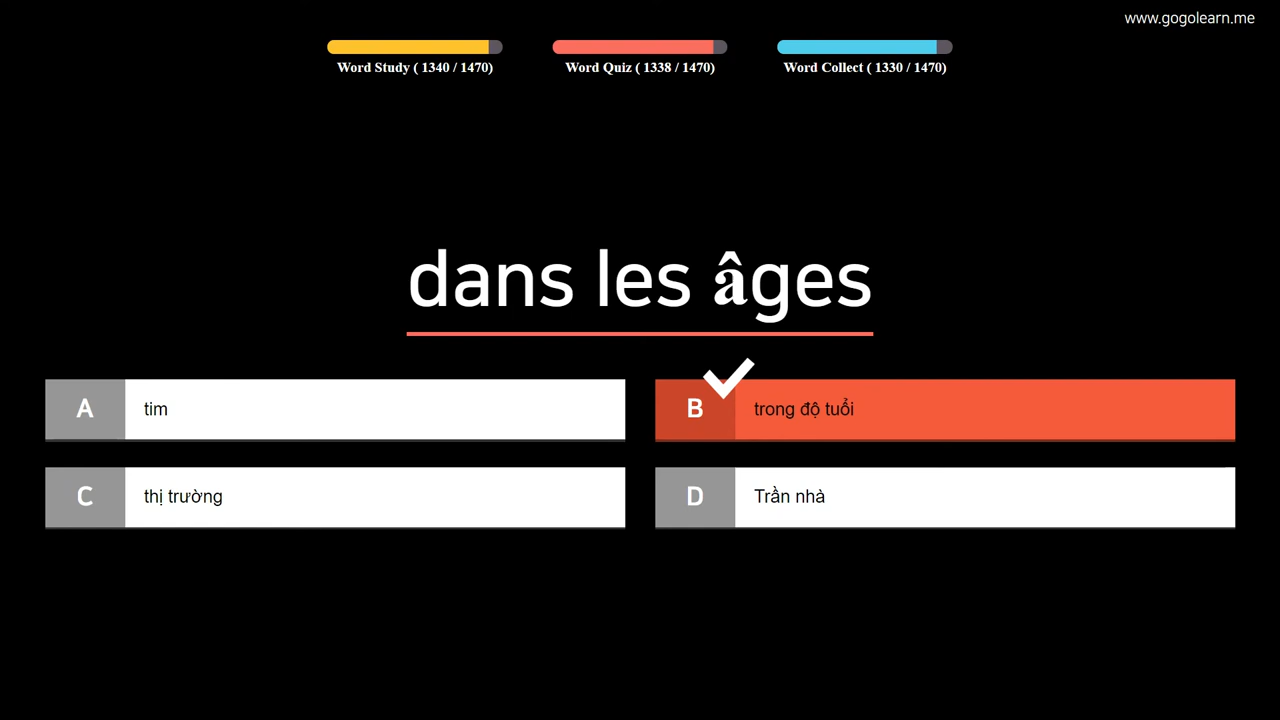 www.gogolearn.me
Word Study ( 1340 / 1470)
Word Quiz ( 1338 / 1470)
Word Collect ( 1330 / 1470)
dans les âges
A
tim
B
trong độ tuổi
C
thị trường
D
Trần nhà